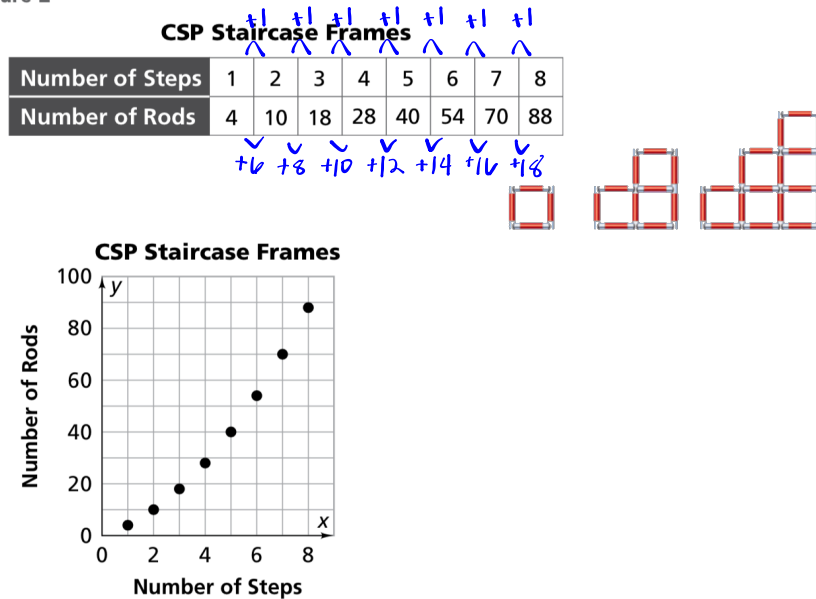 +1 +1 +1 +1 +1 +1 +1
CSP Staircase Frames
Number of Steps 1 2 3 4 5 6 7 8
Number of Rods 4 10 18 28 40 54 70 88
+6 +8 +10 +12 +14 +16 +18
CSP Staircase Frames
100
y
80
60
40
20
0
Number of Rods
x
0 2 4 6 8
Number of Steps